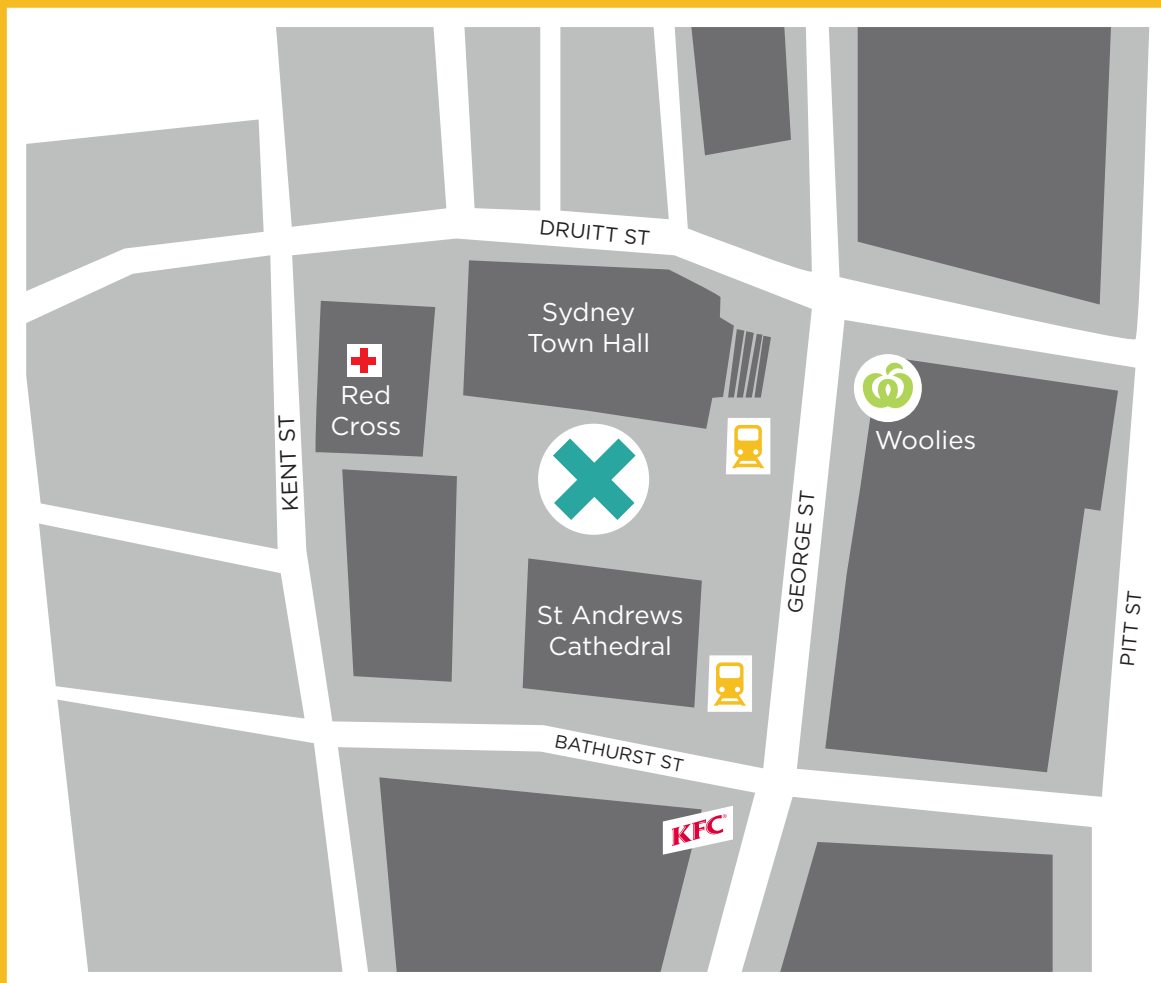 DRUITT ST
Sydney
Town Hall
Red
Cross
Woolies
KENT ST
GEORGE ST
St Andrews
Cathedral
PITT ST
BATHURST ST
KFC